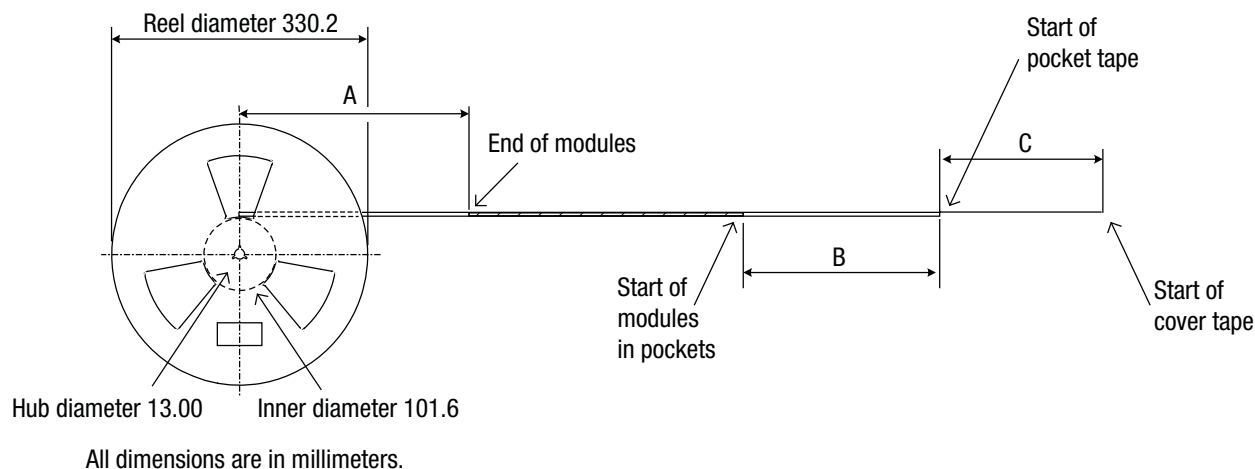 Reel diameter 330.2
Start of
pocket tape
A
End of modules
C
B
Start of
modules
in pockets
Start of
cover tape
Hub diameter 13.00
Inner diameter 101.6
All dimensions are in millimeters.